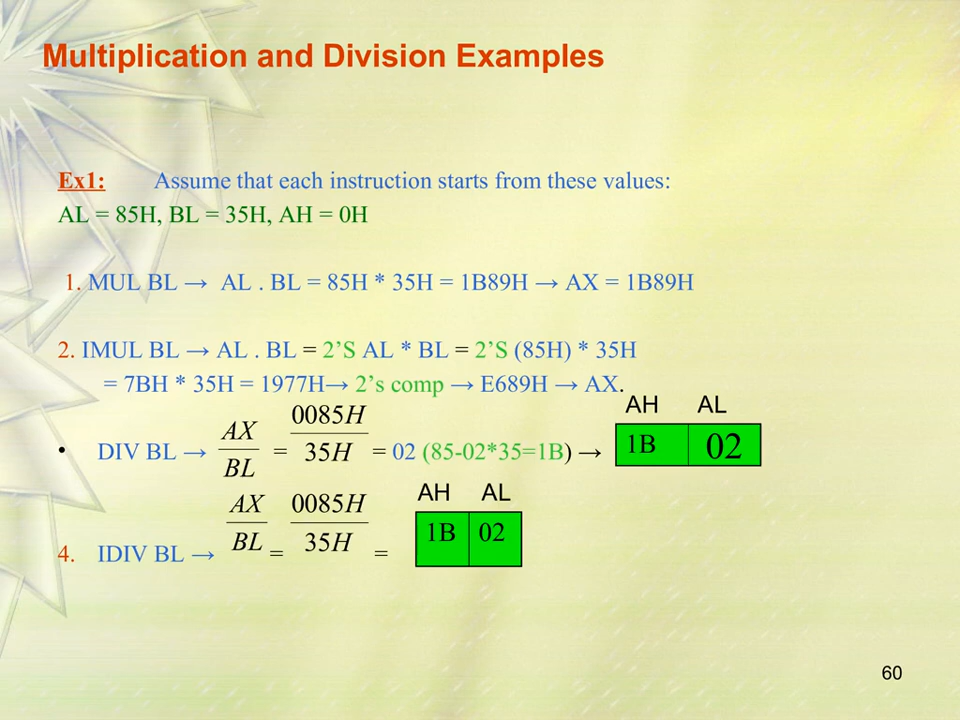 Multiplication and Division Examples
Ex1: Assume that each instruction starts from these values:
AL = 85H, BL = 35H, AH = 0H
1. MUL BL → AL . BL = 85H * 35H = 1B89H → AX = 1B89H
2. IMUL BL → AL . BL = 2’S AL * BL = 2’S (85H) * 35H
= 7BH * 35H = 1977H→ 2’s comp → E689H → AX.
AH AL
• DIV BL → AX/BL = 0085H/35H = 02 (85-02*35=1B) → 1B 02
AH AL
4. IDIV BL → AX/BL = 0085H/35H = 1B 02
60